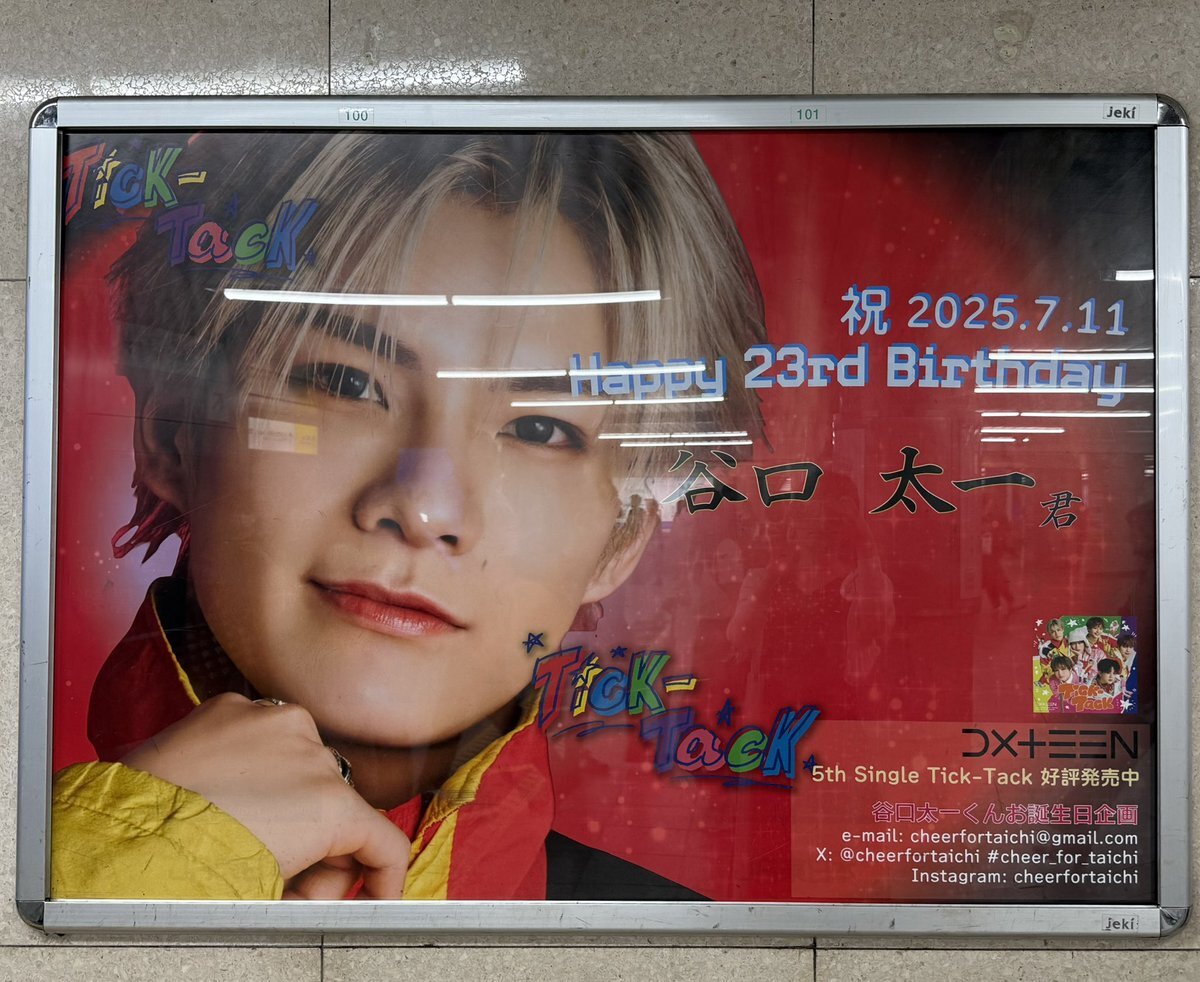 100
101
jeki
TicK-
TacK
祝 2025.7.11
Happy 23rd Birthday
谷口 太一君
TicK-
TacK
TicK-
TacK
DXTEEN
5th Single Tick-Tack 好評発売中
谷口太一くんお誕生日企画
e-mail: cheerfortaichi@gmail.com
X: @cheerfortaichi #cheer_for_taichi
Instagram: cheerfortaichi
jeki